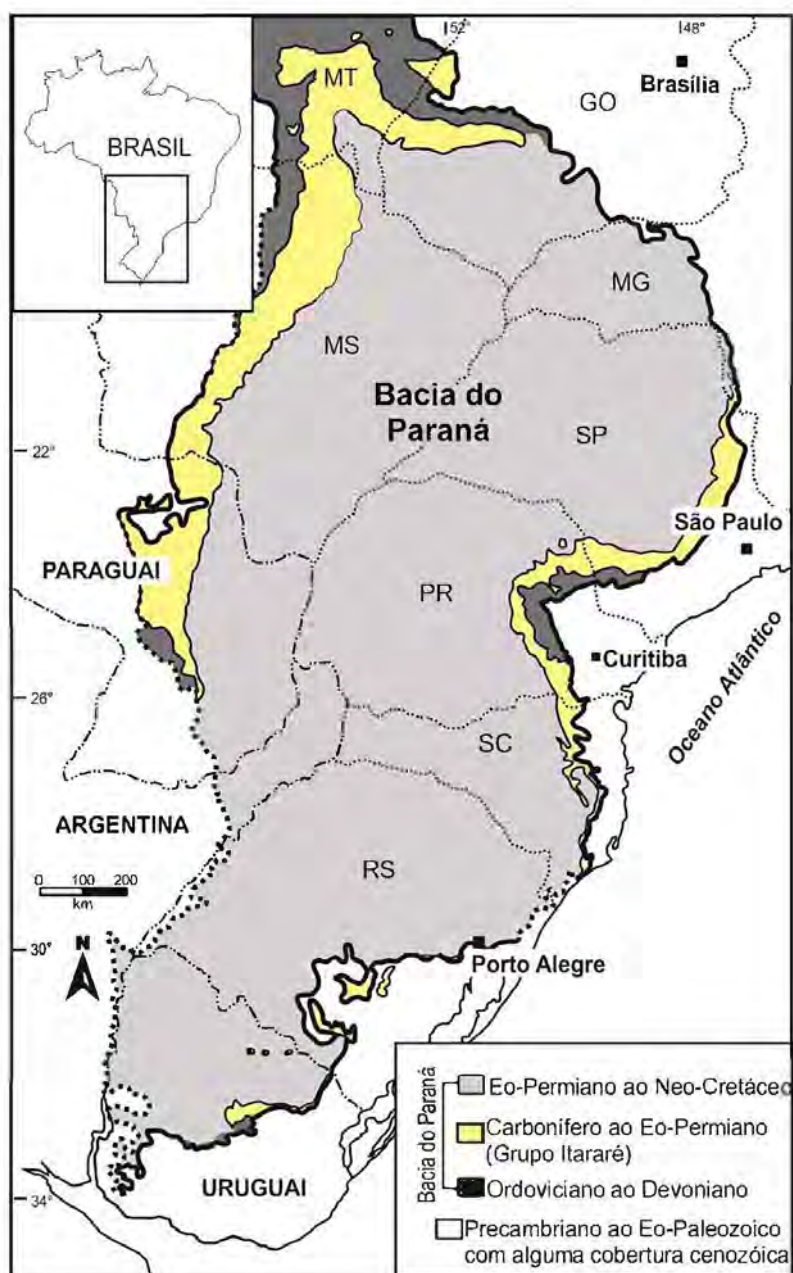 52°
48°
BRASIL
MT
GO
Brasília
MG
MS
Bacia do
Paraná
SP
22°
São Paulo
PARAGUAI
PR
Curitiba
26°
Oceano Atlântico
SC
ARGENTINA
RS
0 100 200
km
N
30°
Porto Alegre
URUGUAI
34°
Bacia do Paraná
Eo-Permiano ao Neo-Cretáceo
Carbonífero ao Eo-Permiano
(Grupo Itararé)
Ordoviciano ao Devoniano
Precambriano ao Eo-Paleozoico
com alguma cobertura cenozóica